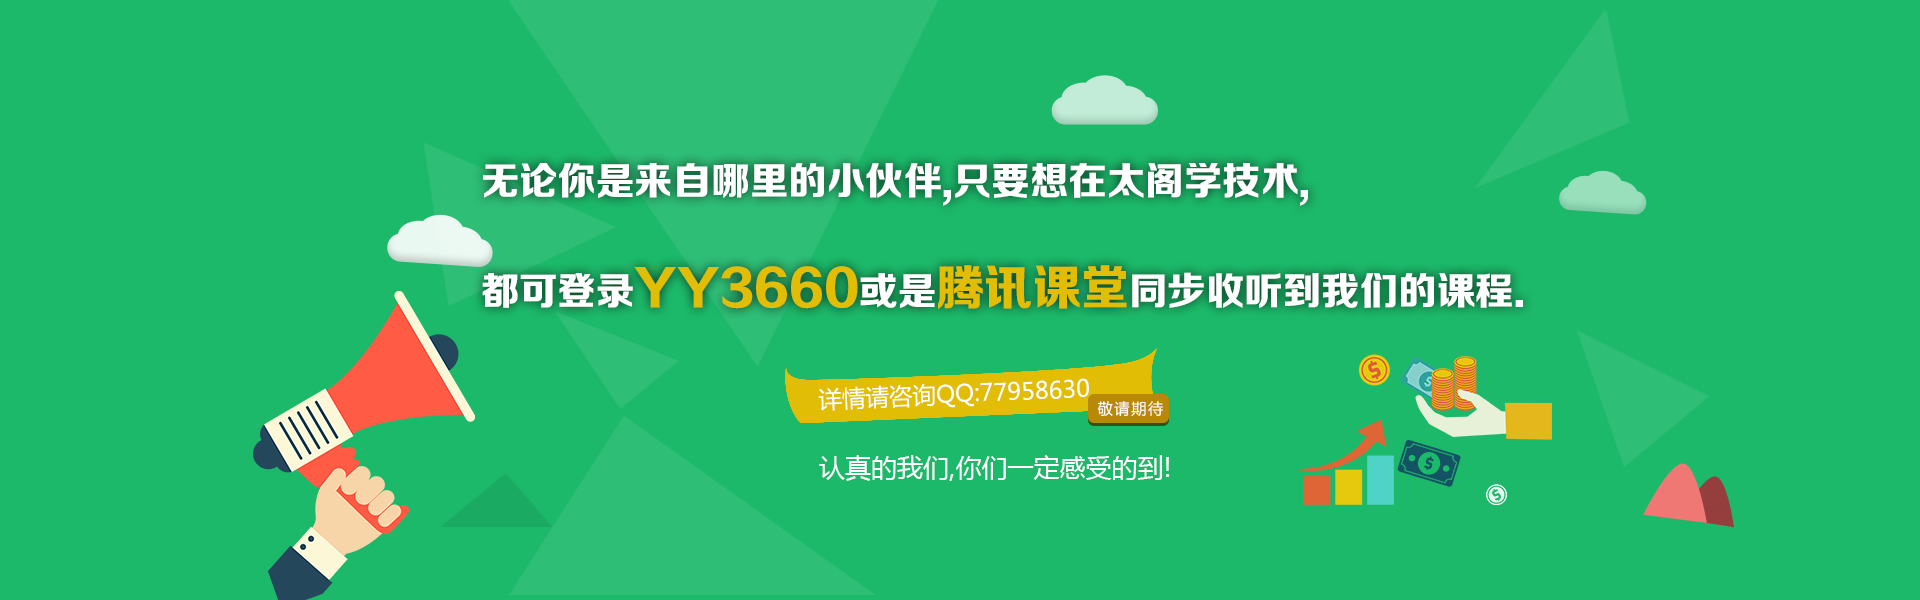 无论你是来自哪里的小伙伴,只要想在太阁学技术,
都可登录YY3660或是腾讯课堂同步收听到我们的课程.
详情请咨询QQ:77958630
敬请期待
认真的我们,你们一定感受的到!